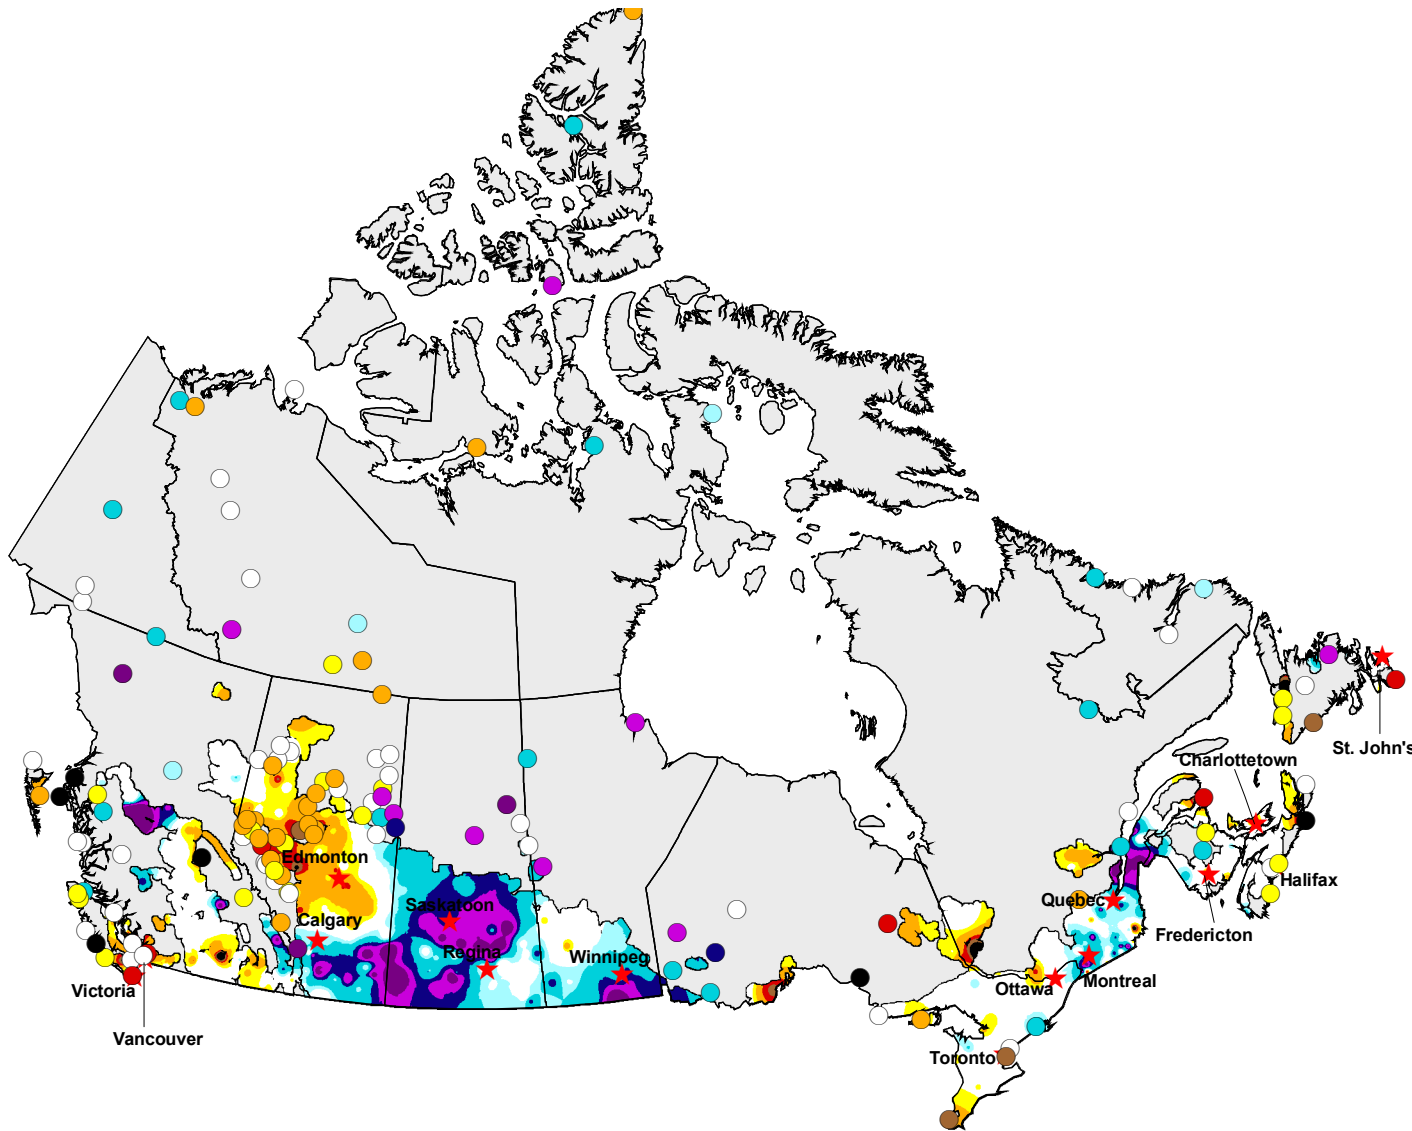 St. John's
Charlottetown
Edmonton
Halifax
Quebec
Saskatoon
Calgary
Fredericton
Regina
Winnipeg
Montreal
Ottawa
Victoria
Vancouver
Toronto